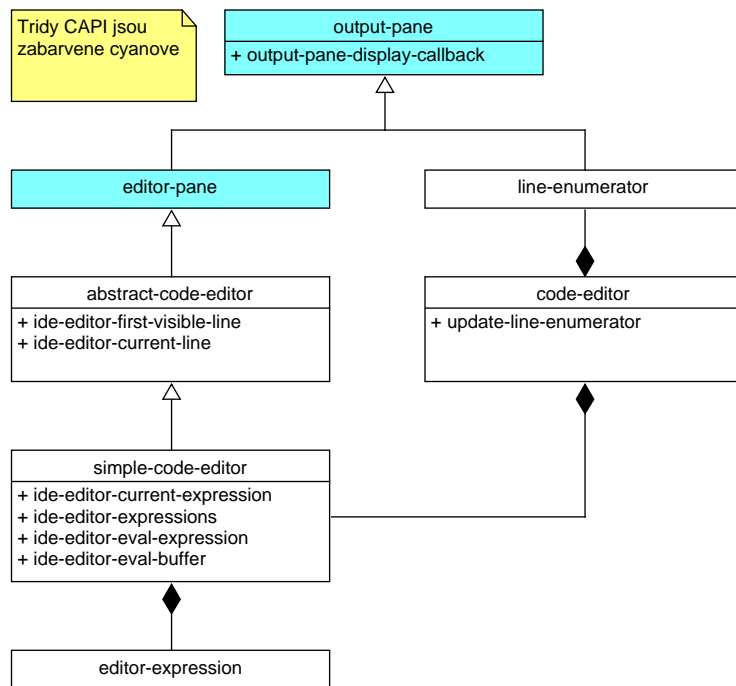 Tridy CAPI jsou
zabarvene cyanove
output-pane
+ output-pane-display-callback
editor-pane
line-enumerator
abstract-code-editor
+ ide-editor-first-visible-line
+ ide-editor-current-line
code-editor
+ update-line-enumerator
simple-code-editor
+ ide-editor-current-expression
+ ide-editor-expressions
+ ide-editor-eval-expression
+ ide-editor-eval-buffer
editor-expression